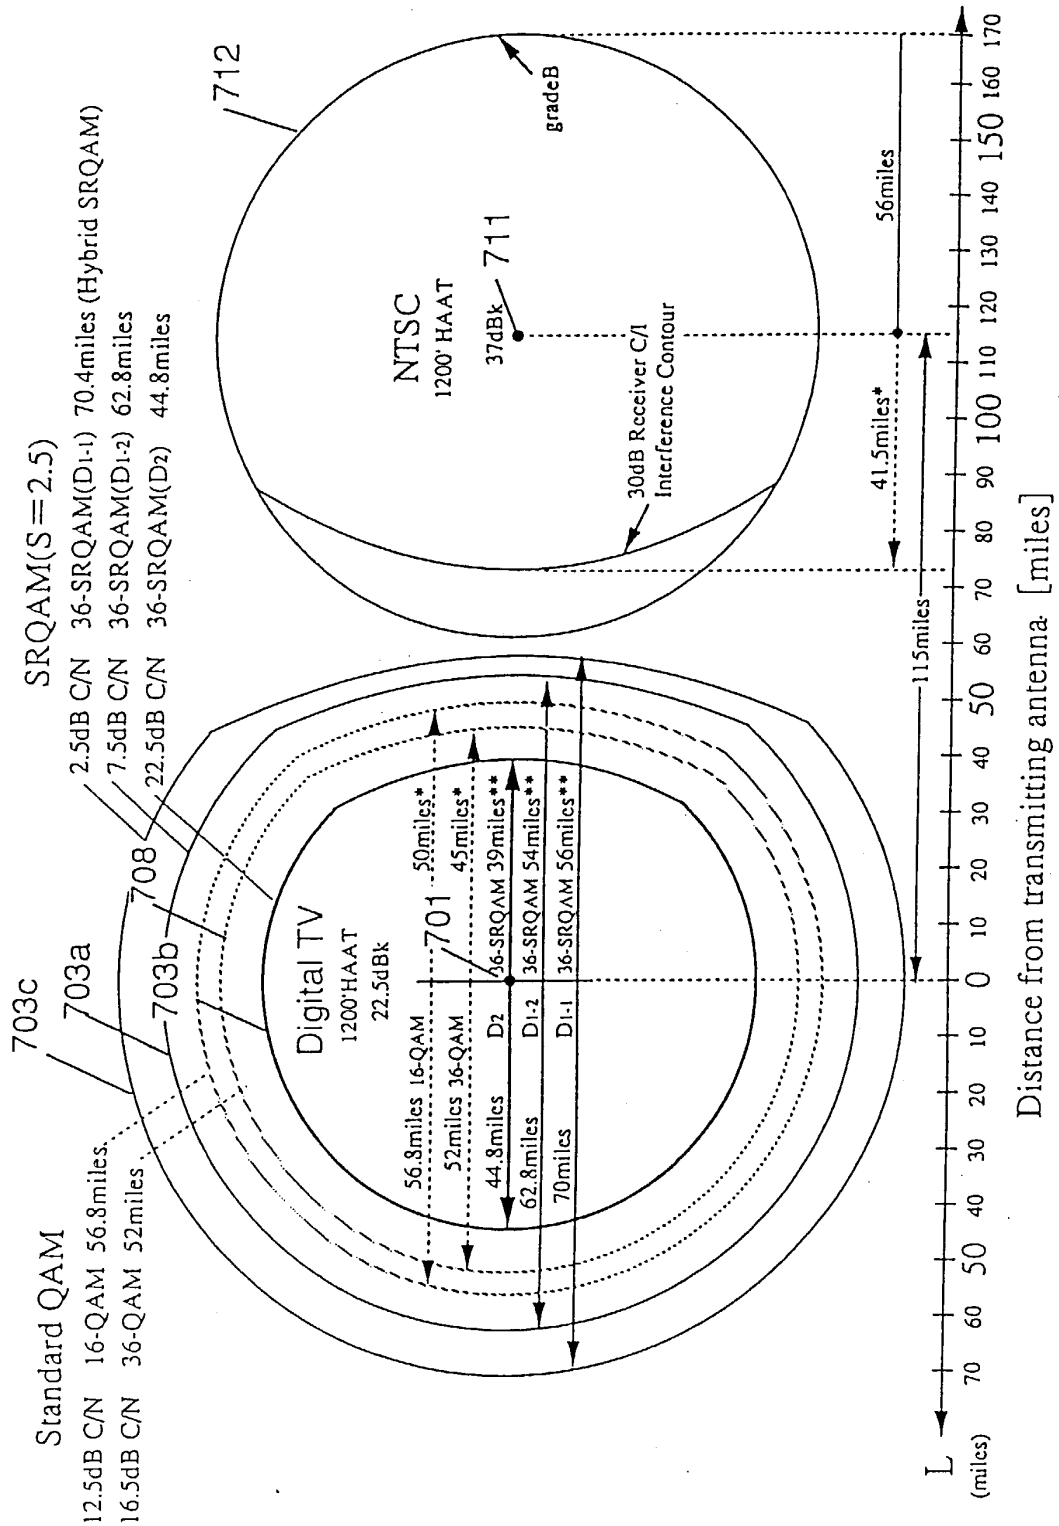 Standard QAM
12.5dB C/N 16-QAM 56.8miles
16.5dB C/N 36-QAM 52miles
SRQAM(S=2.5)
2.5dB C/N 36-SRQAM(D1-1) 70.4miles (Hybrid SRQAM)
7.5dB C/N 36-SRQAM(D1-2) 62.8miles
22.5dB C/N 36-SRQAM(D2) 44.8miles
703c
703a
703b
708
712
Digital TV
1200'HAAT
22.5dBk
701
56.8miles 16-QAM
50miles*
52miles 36-QAM
45miles*
44.8miles D2 36-SRQAM 39miles**
62.8miles D1-2 36-SRQAM 54miles**
70miles D1-1 36-SRQAM 56miles**
NTSC
1200' HAAT
37dBk
711
gradeB
30dB Receiver C/I
Interference Contour
41.5miles*
56miles
115miles
L
(miles)
70 60 50 40 30 20 10 0 10 20 30 40 50 60 70 80 90 100 110 120 130 140 150 160 170
Distance from transmitting antenna [miles]